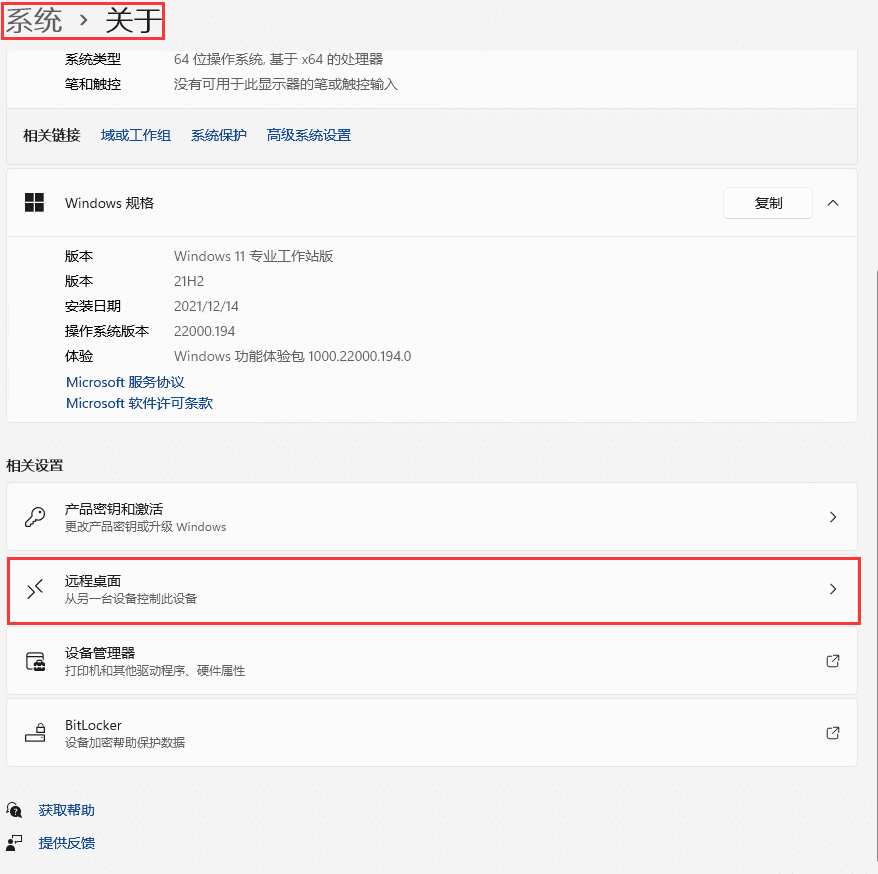 系统 › 关于
系统类型 64 位操作系统, 基于 x64 的处理器
笔和触控 没有可用于此显示器的笔或触控输入
相关链接 域或工作组 系统保护 高级系统设置
Windows 规格 复制
版本 Windows 11 专业工作站版
版本 21H2
安装日期 2021/12/14
操作系统版本 22000.194
体验 Windows 功能体验包 1000.22000.194.0
Microsoft 服务协议
Microsoft 软件许可条款
相关设置
产品密钥和激活
更改产品密钥或升级 Windows
远程桌面
从另一台设备控制此设备
设备管理器
打印机和其他驱动程序、硬件属性
BitLocker
设备加密帮助保护数据
获取帮助
提供反馈